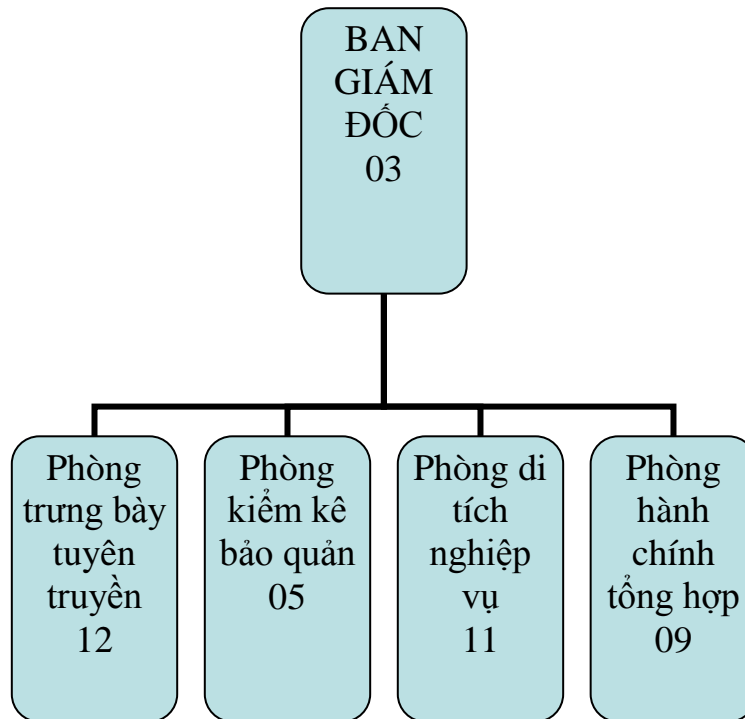 BAN
GIÁM
ĐỐC
03
Phòng
trưng bày
tuyên
truyền
12
Phòng
kiểm kê
bảo quản
05
Phòng di
tích
nghiệp
vụ
11
Phòng
hành
chính
tổng hợp
09